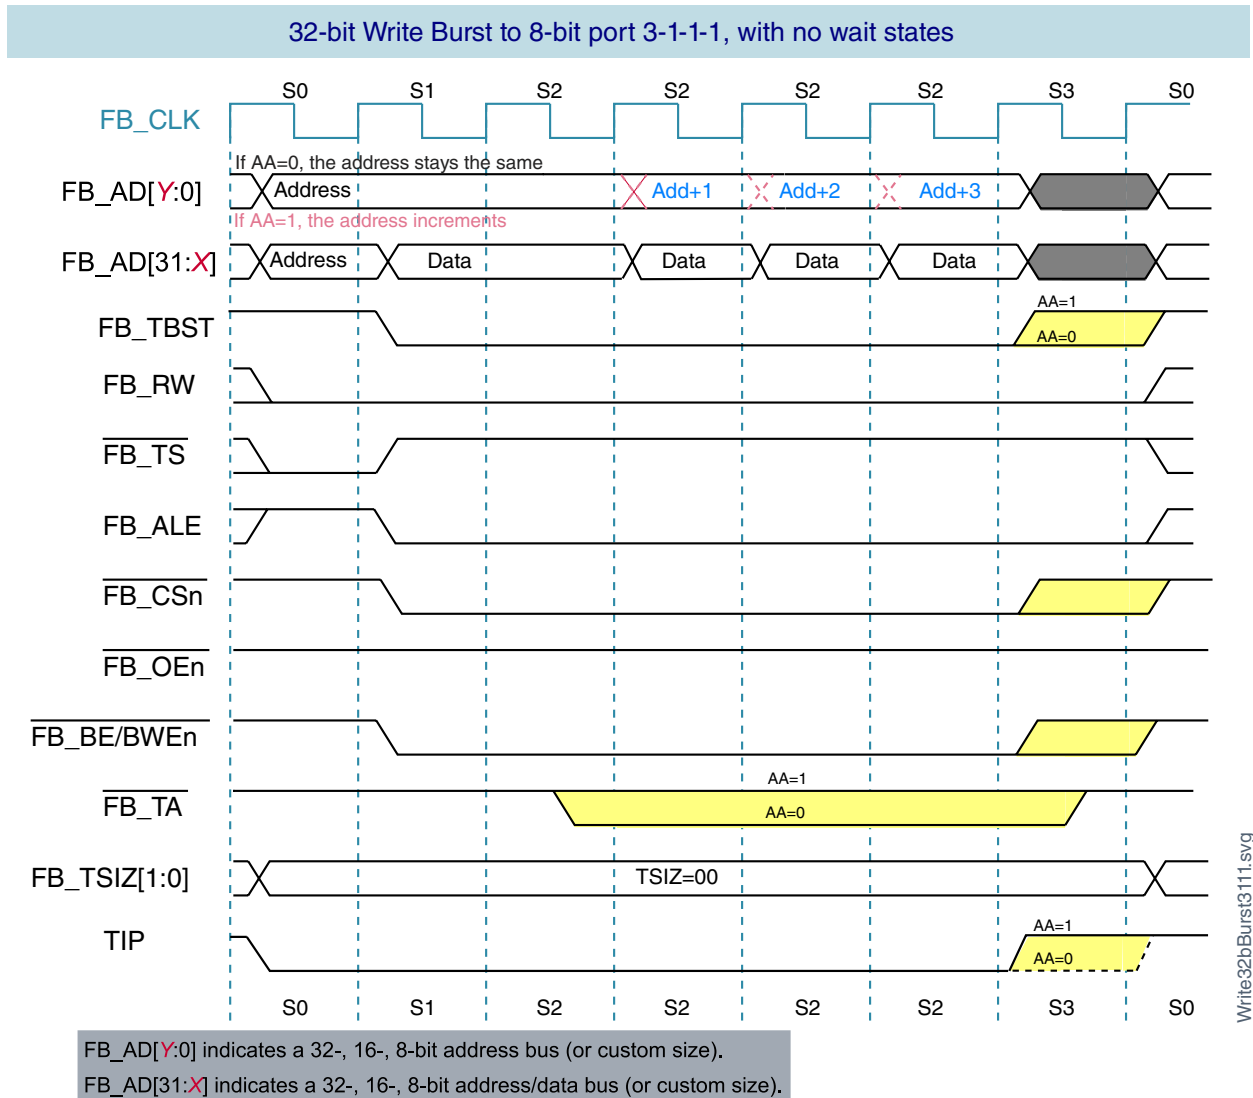 32-bit Write Burst to 8-bit port 3-1-1-1, with no wait states
S0 S1 S2 S2 S2 S2 S3 S0
FB_CLK
If AA=0, the address stays the same
FB_AD[Y:0] Address Add+1 Add+2 Add+3
If AA=1, the address increments
FB_AD[31:X] Address Data Data Data Data
AA=1
FB_TBST
AA=0
FB_RW
FB_TS
FB_ALE
FB_CSn
FB_OEn
FB_BE/BWEn
AA=1
FB_TA AA=0
FB_TSIZ[1:0] TSIZ=00
AA=1
TIP
AA=0
S0 S1 S2 S2 S2 S2 S3 S0
FB_AD[Y:0] indicates a 32-, 16-, 8-bit address bus (or custom size).
FB_AD[31:X] indicates a 32-, 16-, 8-bit address/data bus (or custom size).
Write32bBurst3111.svg